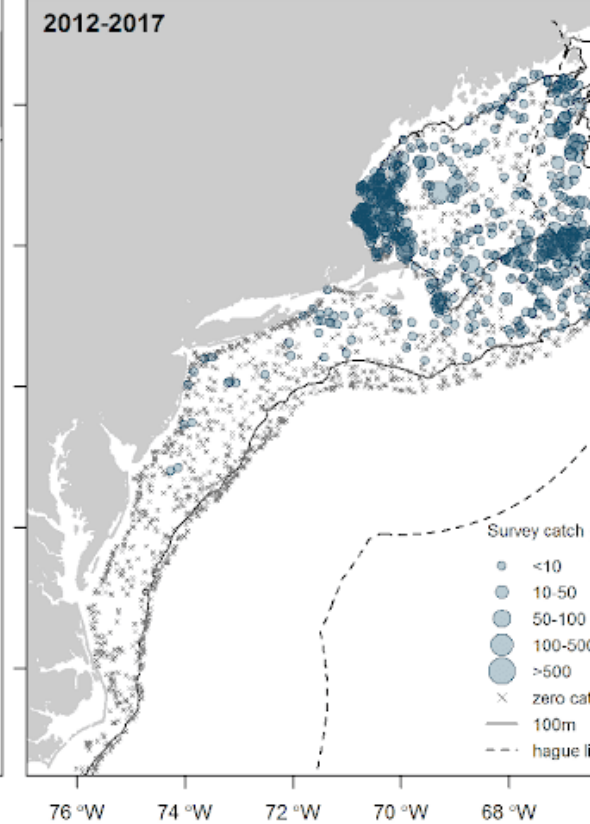 2012-2017
Survey catch
<10
10-50
50-100
100-500
>500
zero cat
100m
hague li
76 °W
74 °W
72 °W
70 °W
68 °W